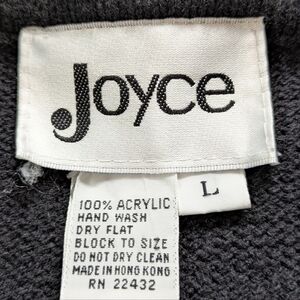 Joyce
L
100% ACRYLIC
HAND WASH
DRY FLAT
BLOCK TO SIZE
DO NOT DRY CLEAN
MADE IN HONG KONG
RN 22432